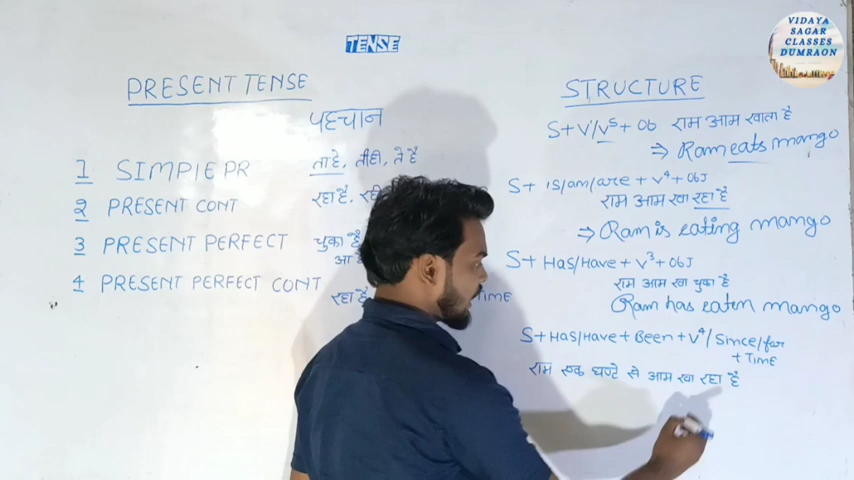 VIDAYA
SAGAR
CLASSES
DUMRAON
TENSE
PRESENT TENSE
पहचान
1 SIMPLE PR ता है, ती है, ते है
2 PRESENT CONT रहा है, रही
3 PRESENT PERFECT चुका है
आ है
4 PRESENT PERFECT CONT
रहा है Time
STRUCTURE
S + V¹/V⁵ + Ob राम आम खाता है
⇒ Ram eats mango
S + is/am/are + V⁴ + obJ
राम आम खा रहा है
⇒ Ram is eating mango
S + Has/Have + V³ + obJ
राम आम खा चुका है
Ram has eaten mango
S + Has/Have + Been + V⁴/Since/for
+ Time
राम एक घण्टे से आम खा रहा है